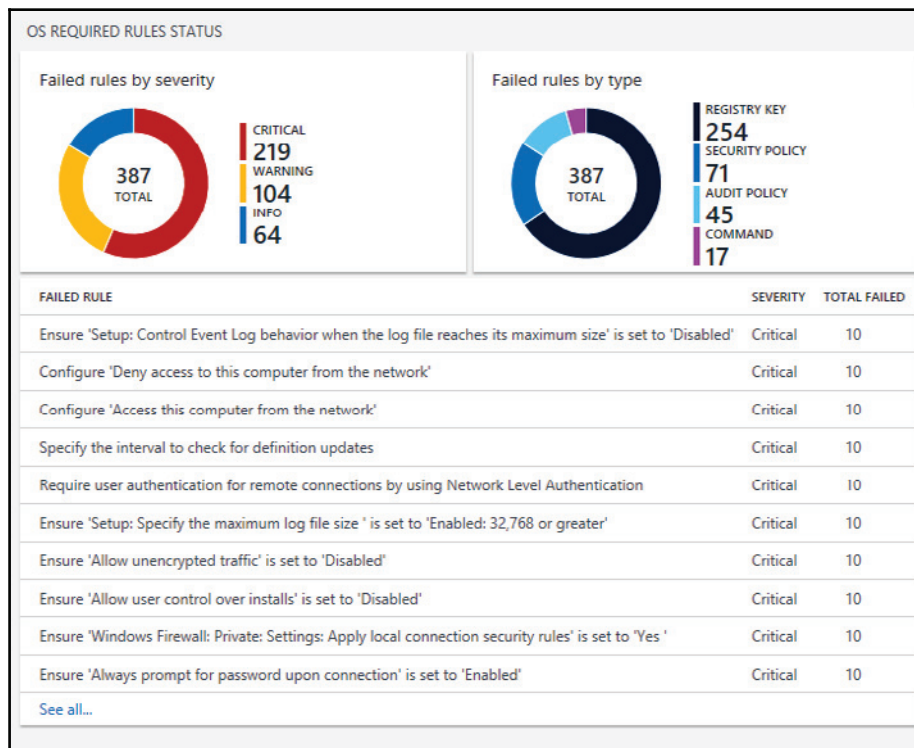 OS REQUIRED RULES STATUS
Failed rules by severity
387
TOTAL
CRITICAL
219
WARNING
104
INFO
64
Failed rules by type
387
TOTAL
REGISTRY KEY
254
SECURITY POLICY
71
AUDIT POLICY
45
COMMAND
17
FAILED RULE SEVERITY TOTAL FAILED
Ensure 'Setup: Control Event Log behavior when the log file reaches its maximum size' is set to 'Disabled' Critical 10
Configure 'Deny access to this computer from the network' Critical 10
Configure 'Access this computer from the network' Critical 10
Specify the interval to check for definition updates Critical 10
Require user authentication for remote connections by using Network Level Authentication Critical 10
Ensure 'Setup: Specify the maximum log file size ' is set to 'Enabled: 32,768 or greater' Critical 10
Ensure 'Allow unencrypted traffic' is set to 'Disabled' Critical 10
Ensure 'Allow user control over installs' is set to 'Disabled' Critical 10
Ensure 'Windows Firewall: Private: Settings: Apply local connection security rules' is set to 'Yes ' Critical 10
Ensure 'Always prompt for password upon connection' is set to 'Enabled' Critical 10
See all...